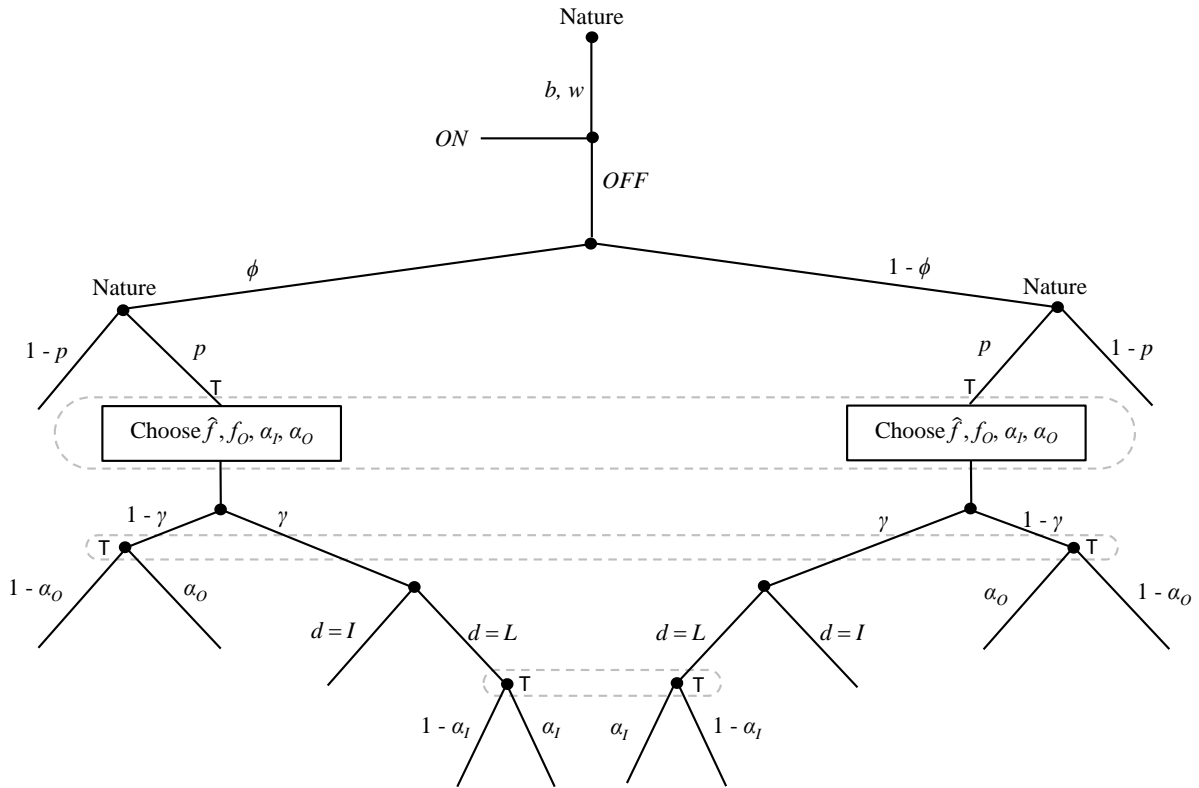 Nature
b, w
ON
OFF
ϕ
1 - ϕ
Nature
Nature
1 - p
p
p
1 - p
T
T
Choose f̂, f_O, α_I, α_O
Choose f̂, f_O, α_I, α_O
1 - γ
γ
γ
1 - γ
T
T
1 - α_O
α_O
α_O
1 - α_O
d = I
d = L
d = L
d = I
T
T
1 - α_I
α_I
α_I
1 - α_I